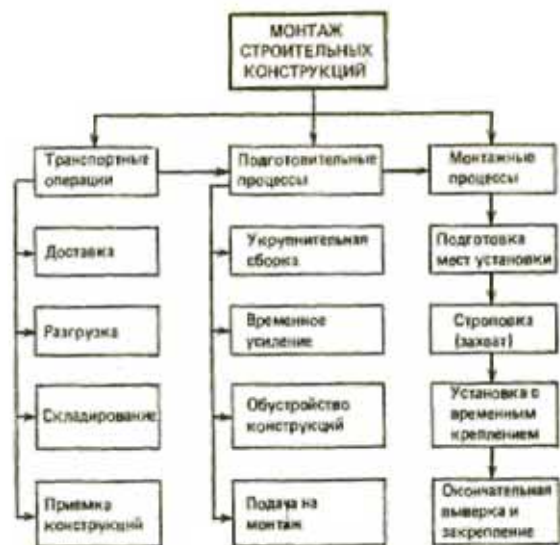 МОНТАЖ
СТРОИТЕЛЬНЫХ
КОНСТРУКЦИЙ
Транспортные
операции
Подготовительные
процессы
Монтажные
процессы
Доставка
Укрупнительная
сборка
Подготовка
мест установки
Разгрузка
Временное
усиление
Строповка
(захват)
Складирование
Обустройство
конструкций
Установка с
временным
креплением
Приемка
конструкций
Подача на
монтаж
Окончательная
выверка и
закрепление